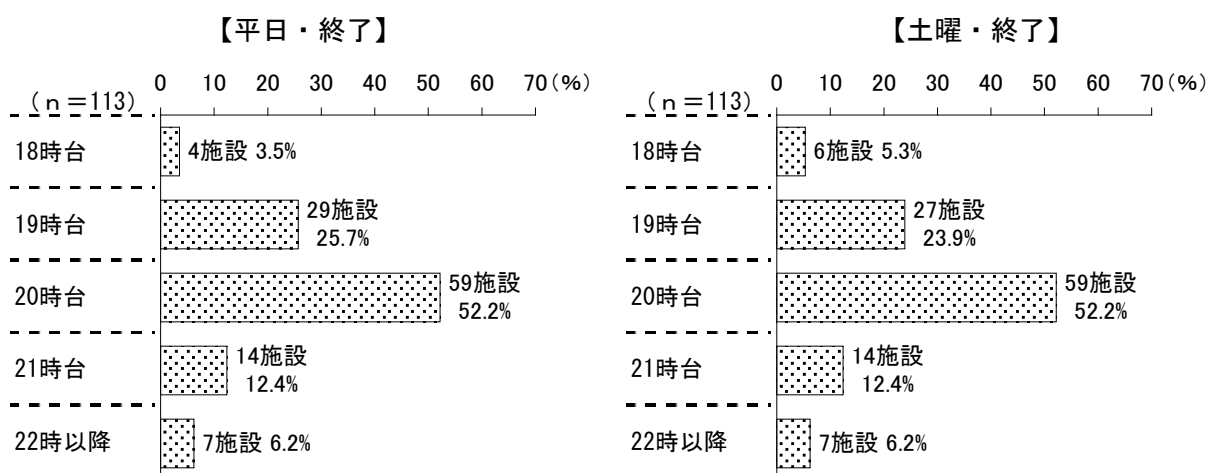 【平日・終了】
0 10 20 30 40 50 60 70(%)
(n=113)
18時台
4施設 3.5%
19時台
29施設
25.7%
20時台
59施設
52.2%
21時台
14施設
12.4%
22時以降
7施設 6.2%
【土曜・終了】
0 10 20 30 40 50 60 70(%)
(n=113)
18時台
6施設 5.3%
19時台
27施設
23.9%
20時台
59施設
52.2%
21時台
14施設
12.4%
22時以降
7施設 6.2%